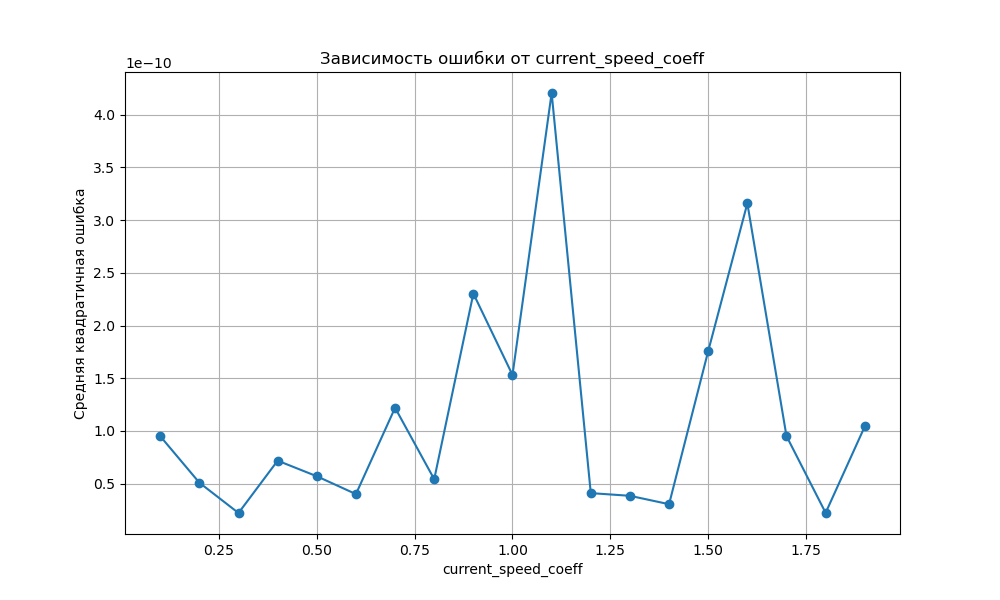 Зависимость ошибки от current_speed_coeff
1e−10
4.0
3.5
3.0
2.5
2.0
1.5
1.0
0.5
Средняя квадратичная ошибка
0.25 0.50 0.75 1.00 1.25 1.50 1.75
current_speed_coeff